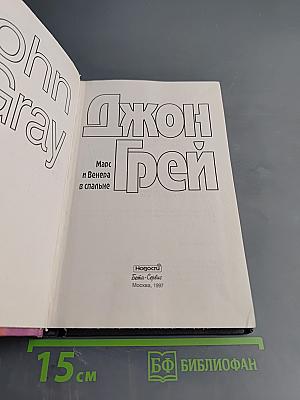 John
Gray
Джон
Грей
Марс
и Венера
в спальне
Новости
Бета-Сервис
Москва, 1997
15 см
БФ БИБЛИОФАН